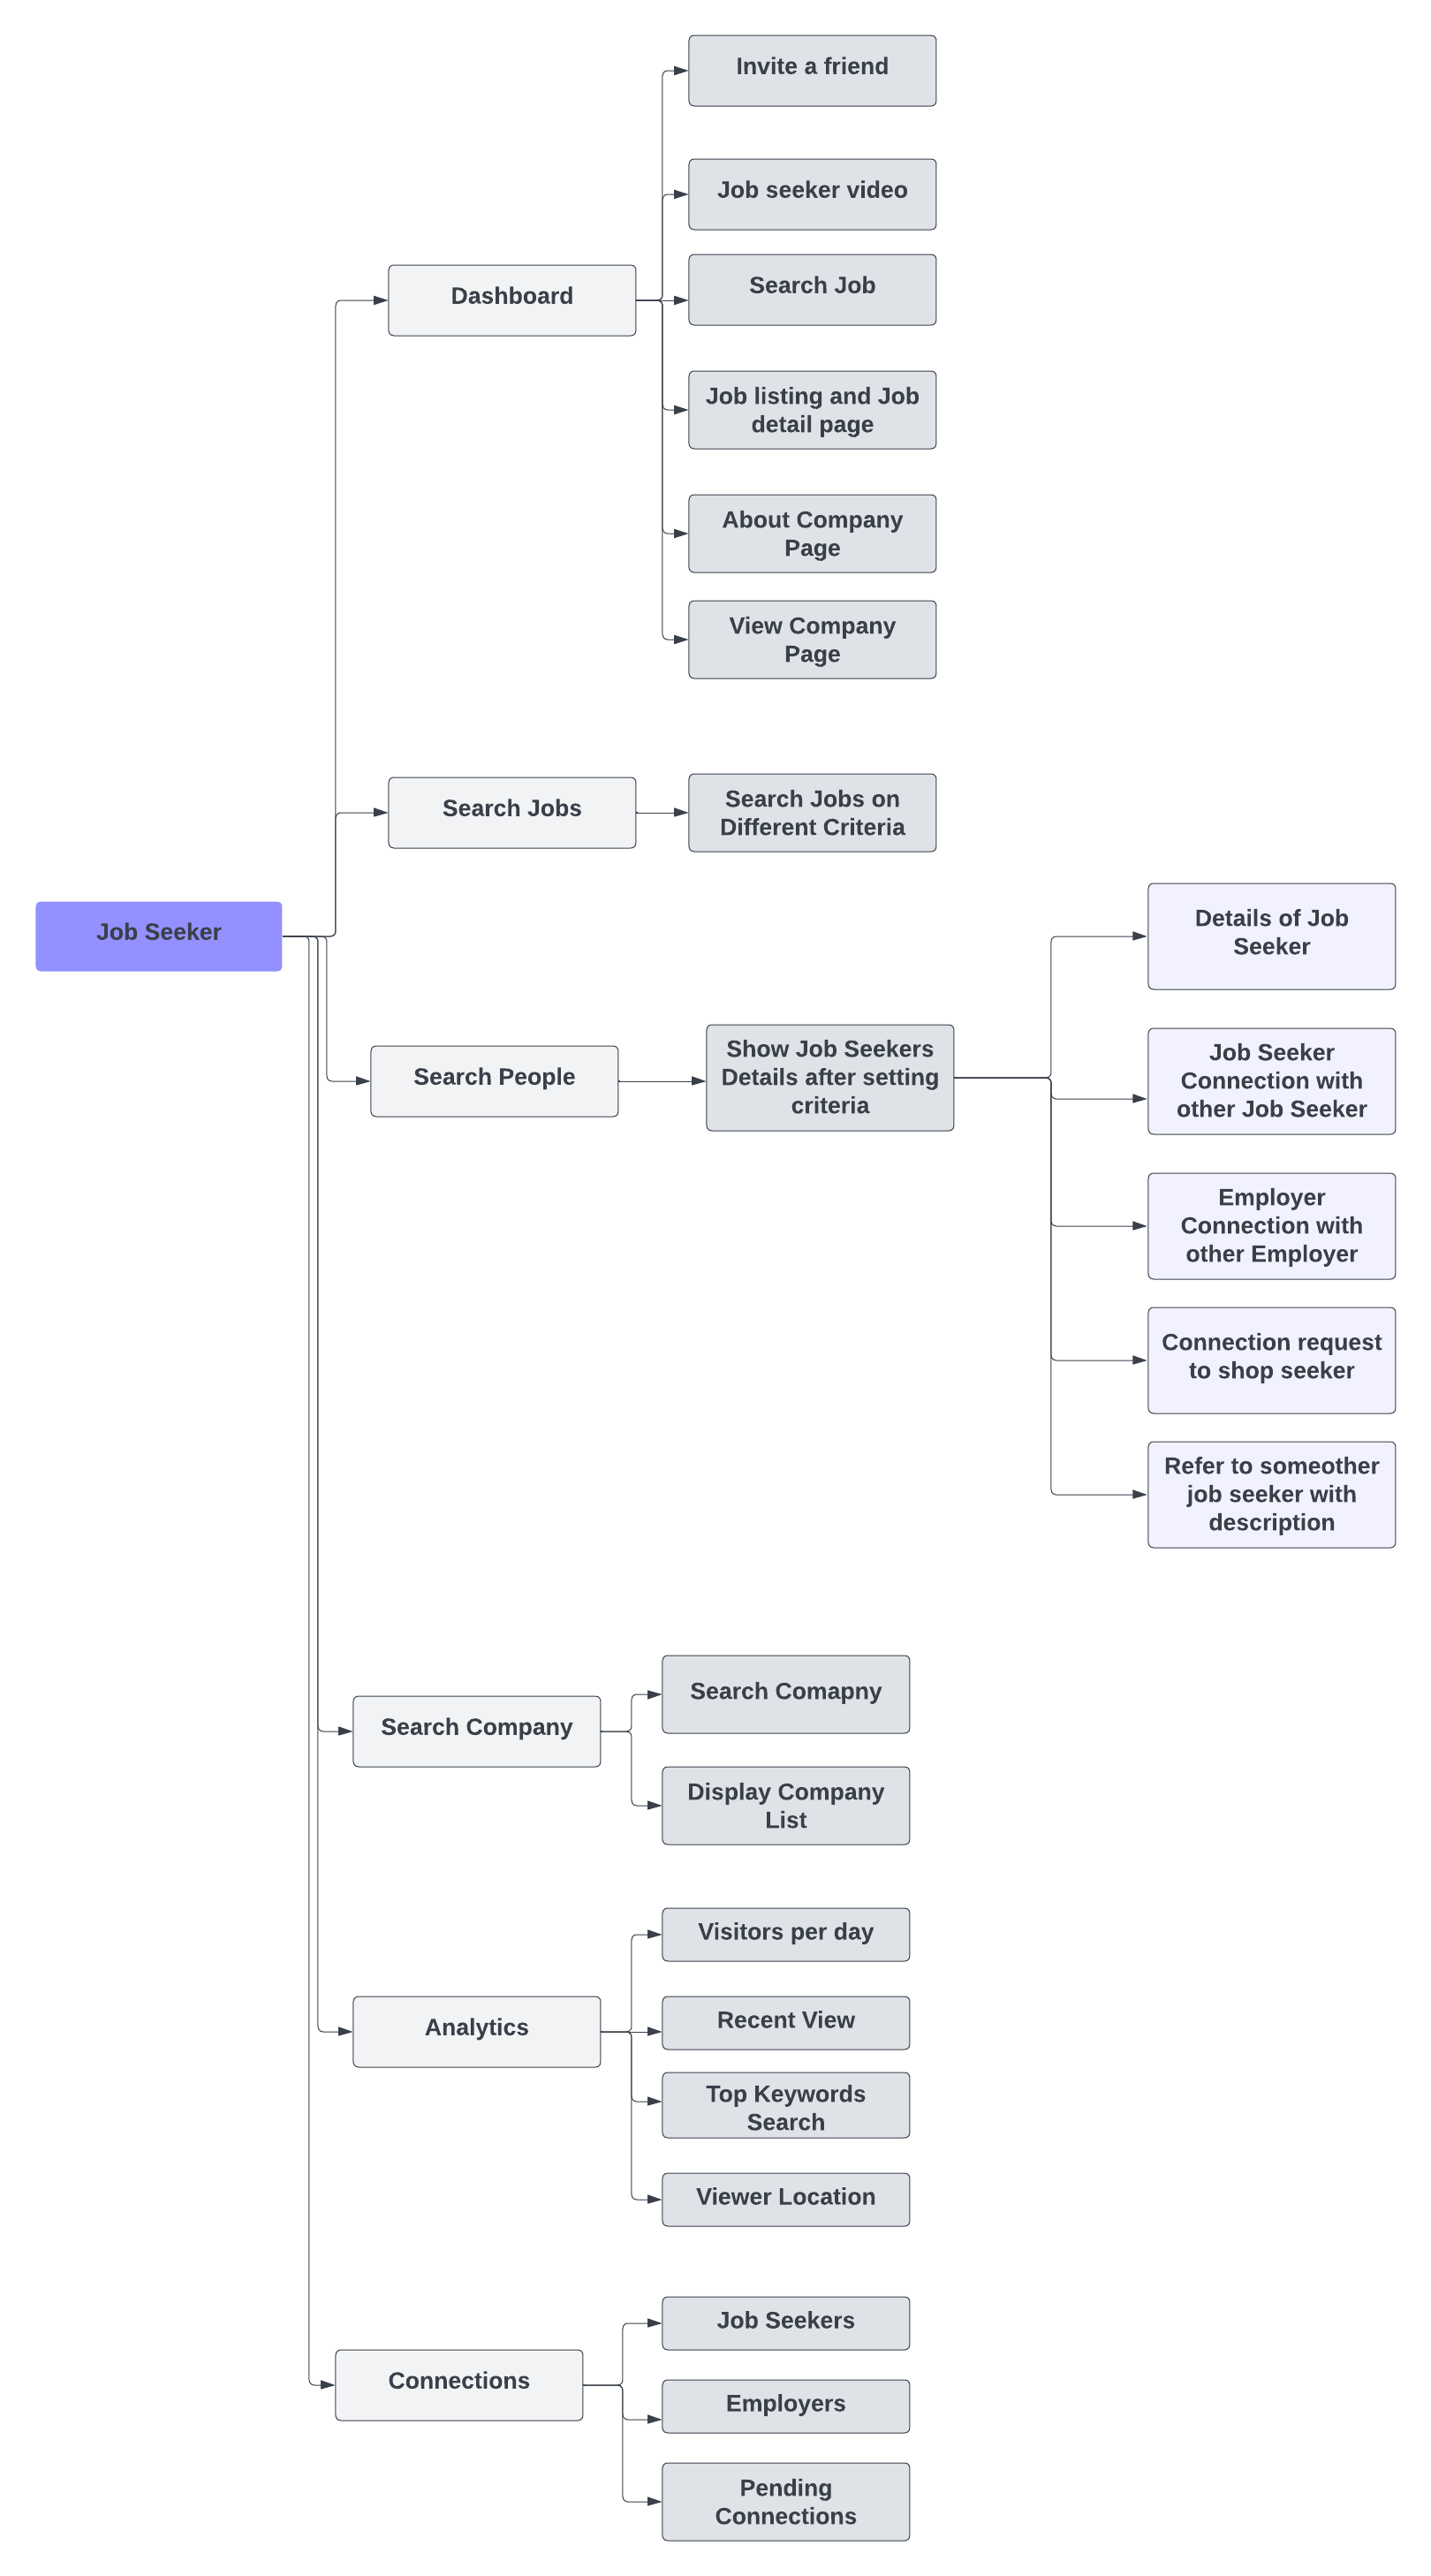 Invite a friend
Job seeker video
Dashboard
Search Job
Job listing and Job
detail page
About Company
Page
View Company
Page
Search Jobs
Search Jobs on
Different Criteria
Job Seeker
Details of Job
Seeker
Search People
Show Job Seekers
Details after setting
criteria
Job Seeker
Connection with
other Job Seeker
Employer
Connection with
other Employer
Connection request
to shop seeker
Refer to someother
job seeker with
description
Search Company
Search Comapny
Display Company
List
Visitors per day
Analytics
Recent View
Top Keywords
Search
Viewer Location
Job Seekers
Connections
Employers
Pending
Connections